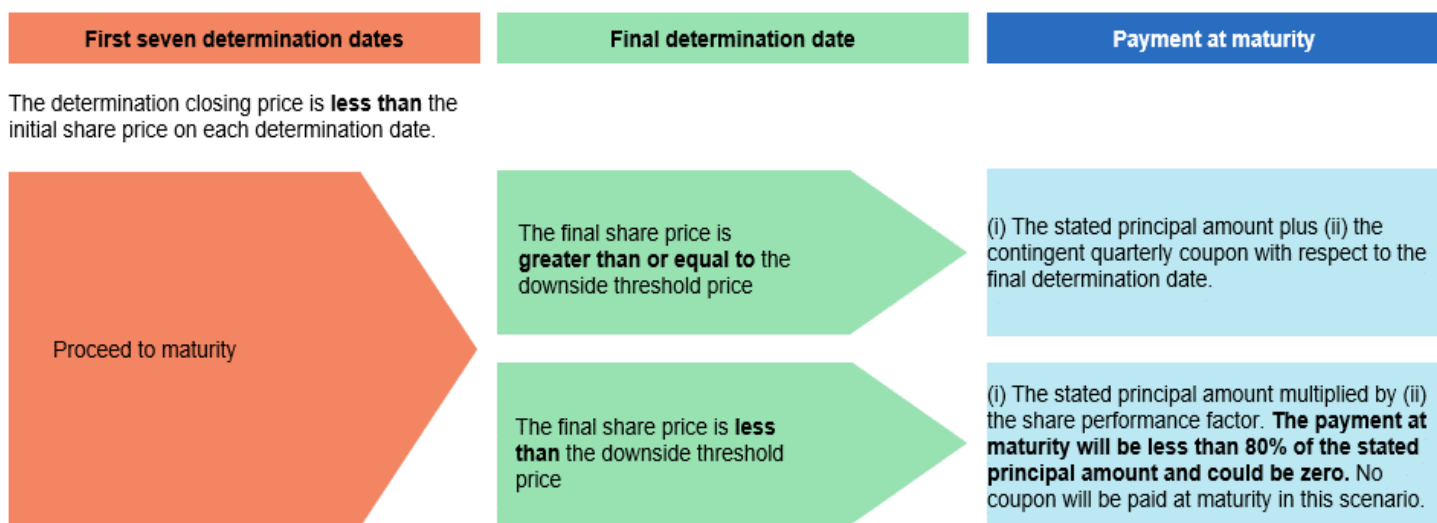 First seven determination dates
Final determination date
Payment at maturity
The determination closing price is less than the
initial share price on each determination date.
Proceed to maturity
The final share price is
greater than or equal to the
downside threshold price
(i) The stated principal amount plus (ii) the
contingent quarterly coupon with respect to the
final determination date.
The final share price is less
than the downside threshold
price
(i) The stated principal amount multiplied by (ii)
the share performance factor. The payment at
maturity will be less than 80% of the stated
principal amount and could be zero. No
coupon will be paid at maturity in this scenario.